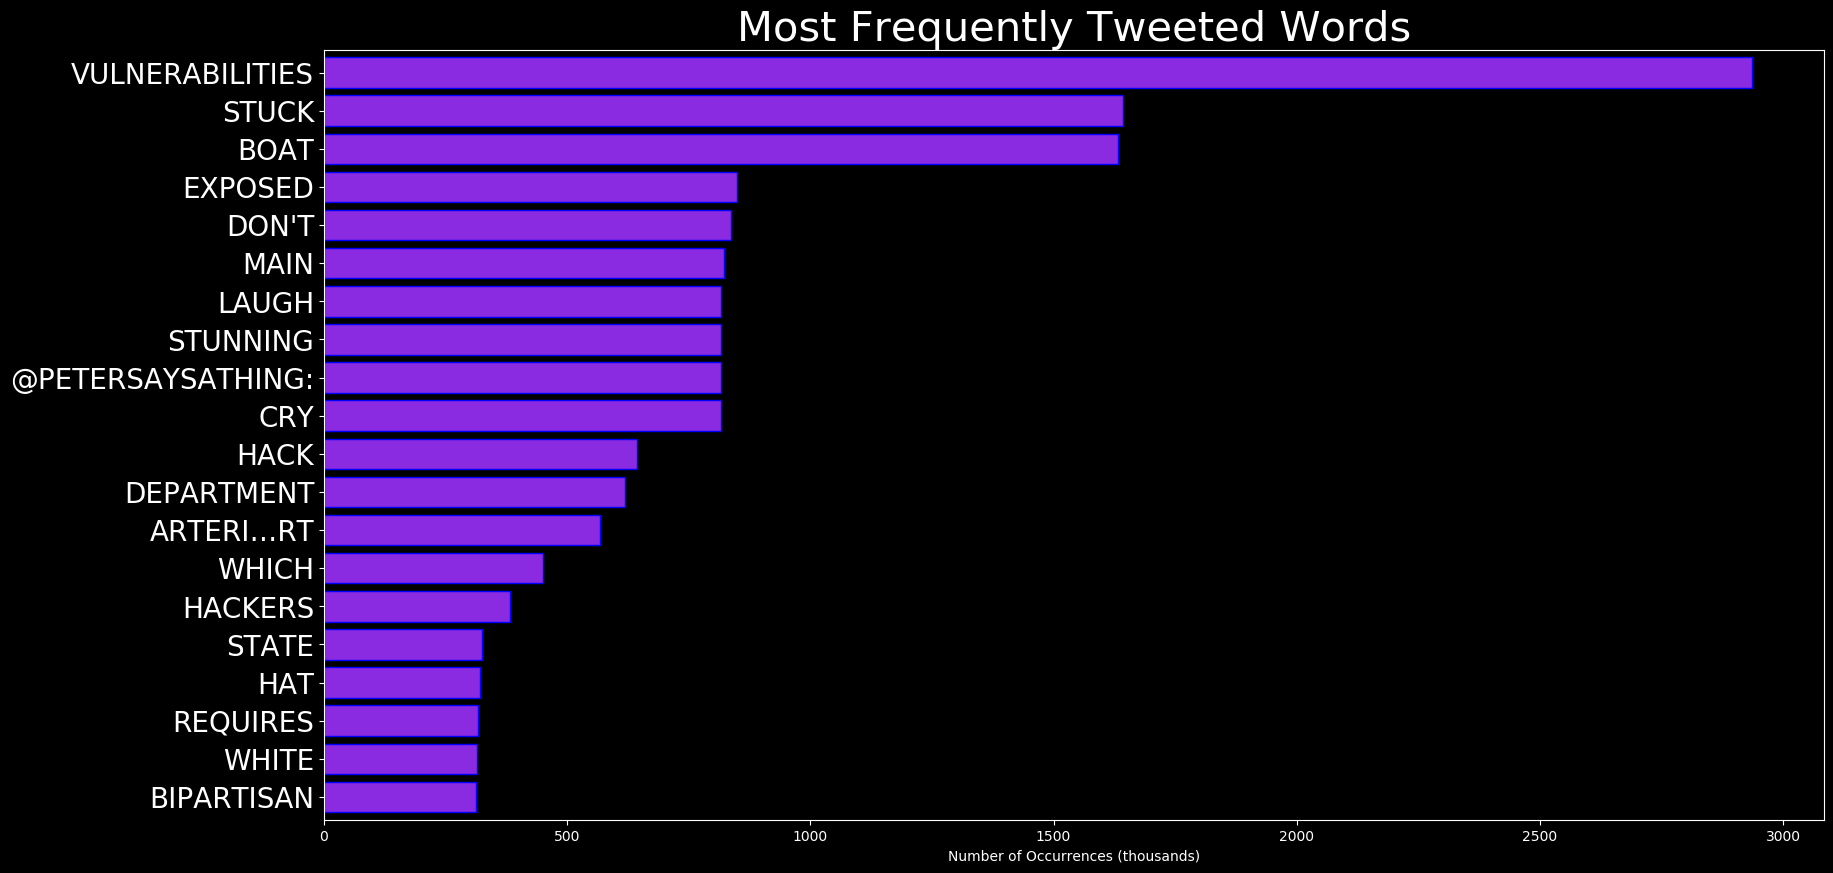 Most Frequently Tweeted Words
VULNERABILITIES
STUCK
BOAT
EXPOSED
DON'T
MAIN
LAUGH
STUNNING
@PETERSAYSATHING:
CRY
HACK
DEPARTMENT
ARTERI…RT
WHICH
HACKERS
STATE
HAT
REQUIRES
WHITE
BIPARTISAN
0 500 1000 1500 2000 2500 3000
Number of Occurrences (thousands)